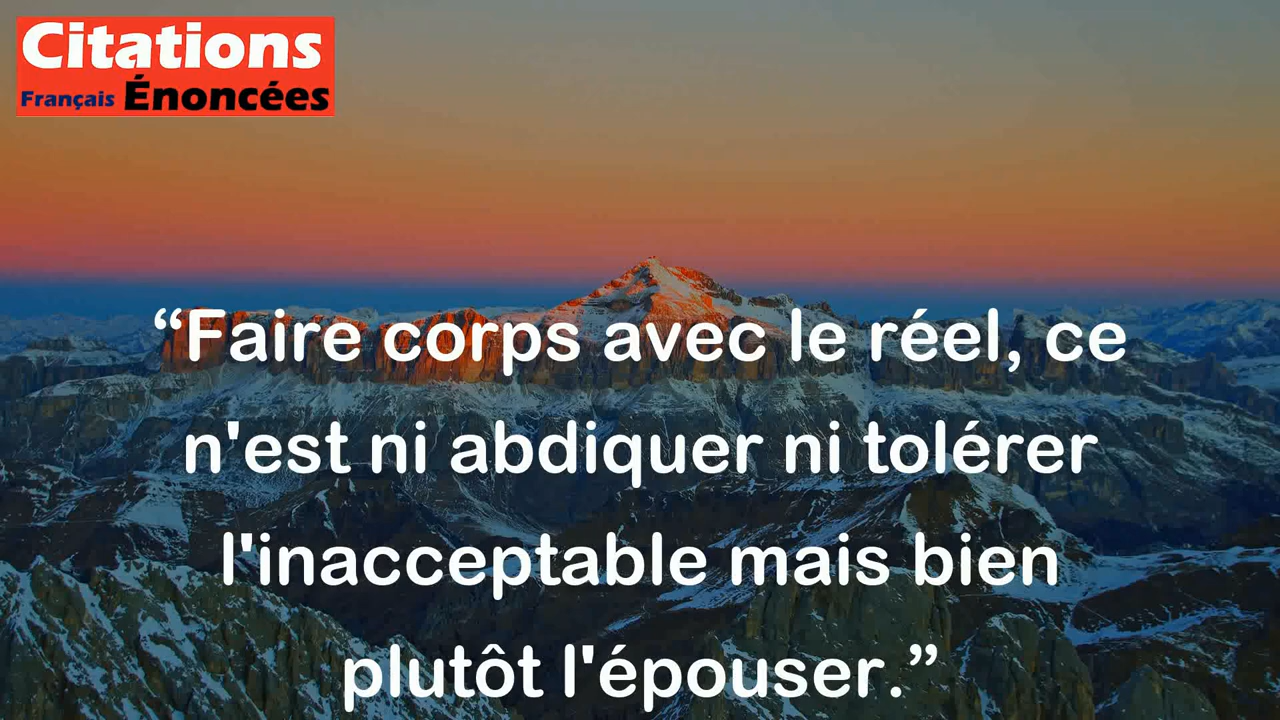 Citations
Français Énoncées
“Faire corps avec le réel, ce
n'est ni abdiquer ni tolérer
l'inacceptable mais bien
plutôt l'épouser.”